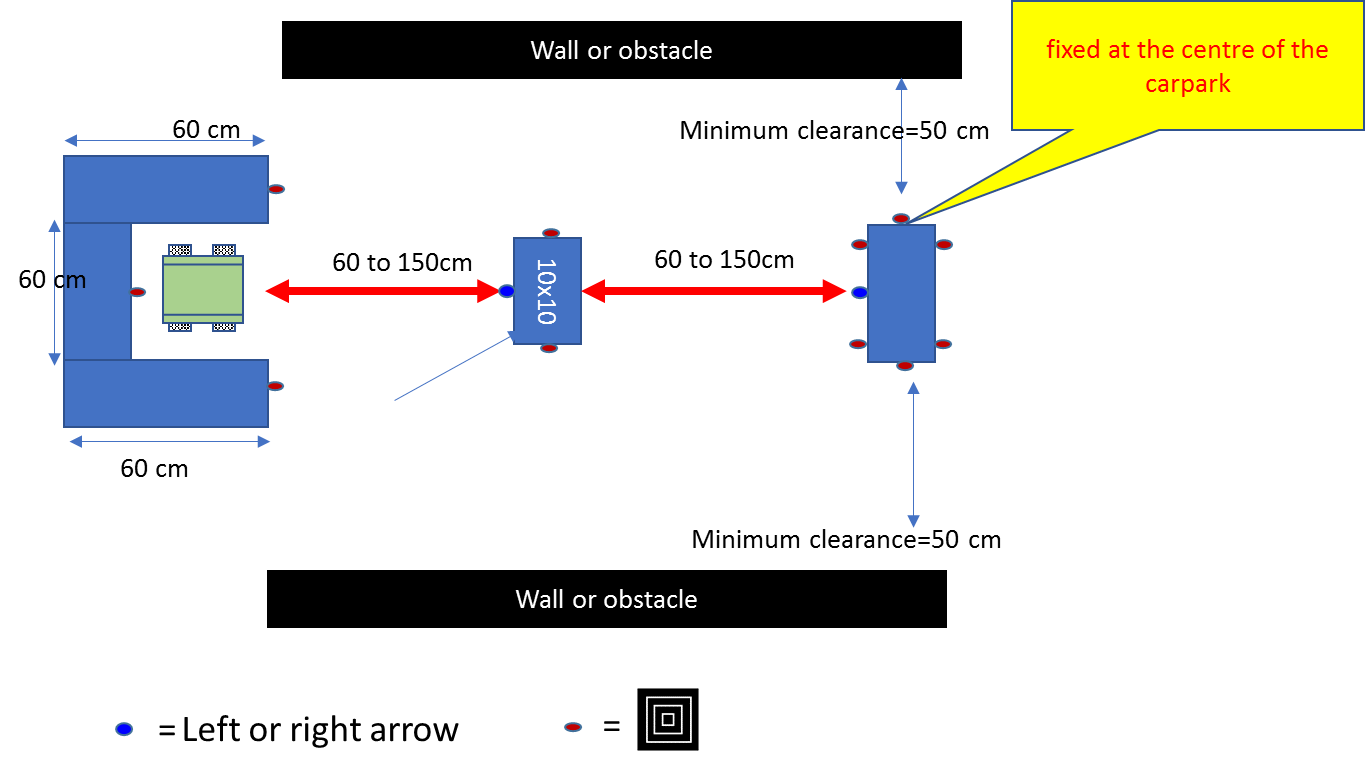 Wall or obstacle
fixed at the centre of the
carpark
60 cm
Minimum clearance=50 cm
60 cm
60 to 150cm
10x10
60 to 150cm
60 cm
Minimum clearance=50 cm
Wall or obstacle
= Left or right arrow
=